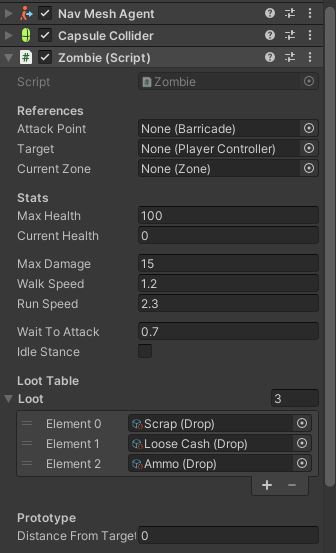 Nav Mesh Agent
Capsule Collider
# Zombie (Script)
Script # Zombie
References
Attack Point None (Barricade)
Target None (Player Controller)
Current Zone None (Zone)
Stats
Max Health 100
Current Health 0
Max Damage 15
Walk Speed 1.2
Run Speed 2.3
Wait To Attack 0.7
Idle Stance
Loot Table
Loot 3
Element 0 Scrap (Drop)
Element 1 Loose Cash (Drop)
Element 2 Ammo (Drop)
+ −
Prototype
Distance From Target 0